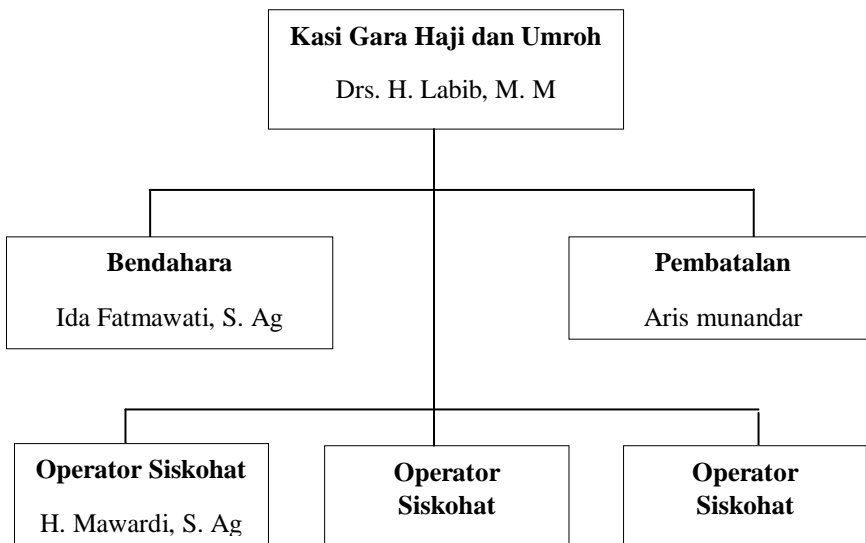 Kasi Gara Haji dan Umroh
Drs. H. Labib, M. M
Bendahara
Ida Fatmawati, S. Ag
Pembatalan
Aris munandar
Operator Siskohat
H. Mawardi, S. Ag
Operator
Siskohat
Operator
Siskohat